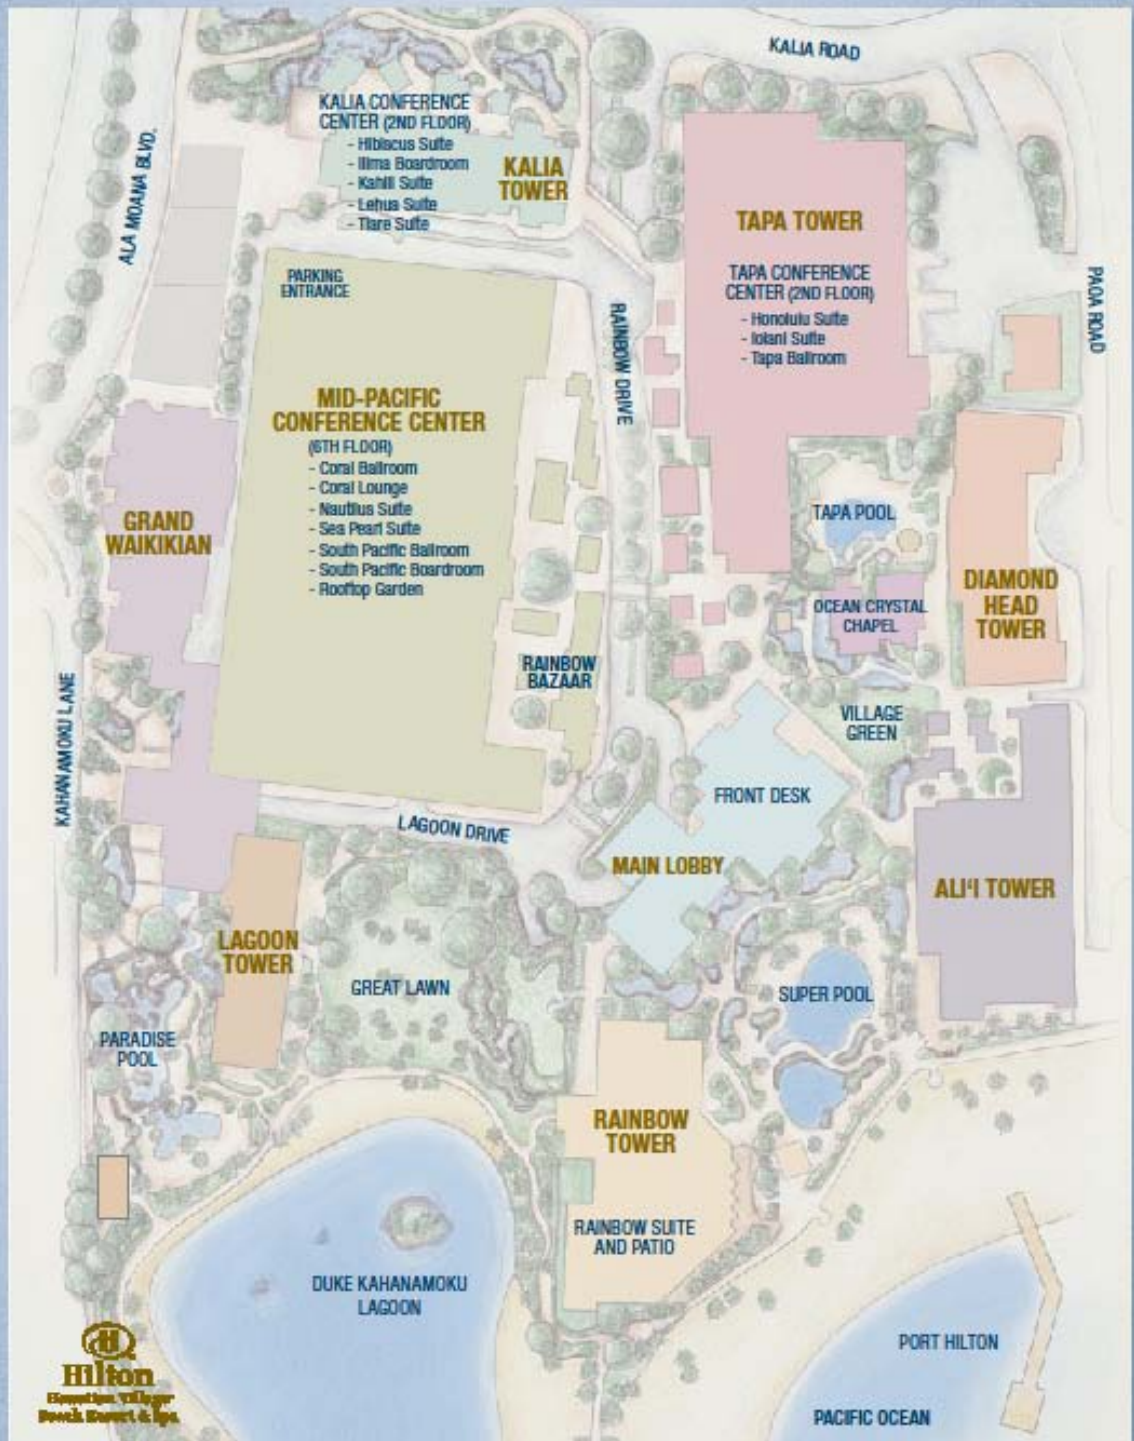 KALIA ROAD
KALIA CONFERENCE
CENTER (2ND FLOOR)
- Hibiscus Suite
- Ilima Boardroom
- Kahili Suite
- Lehua Suite
- Tiare Suite
KALIA
TOWER
ALA MOANA BLVD.
TAPA TOWER
TAPA CONFERENCE
CENTER (2ND FLOOR)
- Honolulu Suite
- Iolani Suite
- Tapa Ballroom
PARKING
ENTRANCE
RAINBOW DRIVE
PAOA ROAD
MID-PACIFIC
CONFERENCE CENTER
(6TH FLOOR)
- Coral Ballroom
- Coral Lounge
- Nautilus Suite
- Sea Pearl Suite
- South Pacific Ballroom
- South Pacific Boardroom
- Rooftop Garden
GRAND
WAIKIKIAN
TAPA POOL
DIAMOND
HEAD
TOWER
OCEAN CRYSTAL
CHAPEL
RAINBOW
BAZAAR
KAHANAMOKU LANE
VILLAGE
GREEN
FRONT DESK
LAGOON DRIVE
MAIN LOBBY
ALI'I TOWER
LAGOON
TOWER
GREAT LAWN
SUPER POOL
PARADISE
POOL
RAINBOW
TOWER
RAINBOW SUITE
AND PATIO
DUKE KAHANAMOKU
LAGOON
PORT HILTON
PACIFIC OCEAN
H
Hilton
Hawaiian Village
Beach Resort & Spa